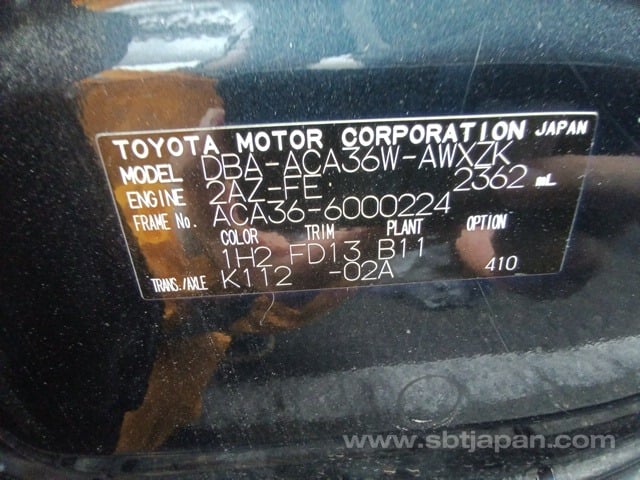 TOYOTA MOTOR CORPORATION JAPAN
MODEL DBA-ACA36W-AWXZK
ENGINE 2AZ-FE 2362 mL
FRAME No. ACA36-6000224
COLOR TRIM PLANT OPTION
1H2 FD13 B11
TRANS./AXLE K112 -02A 410
www.sbtjapan.com